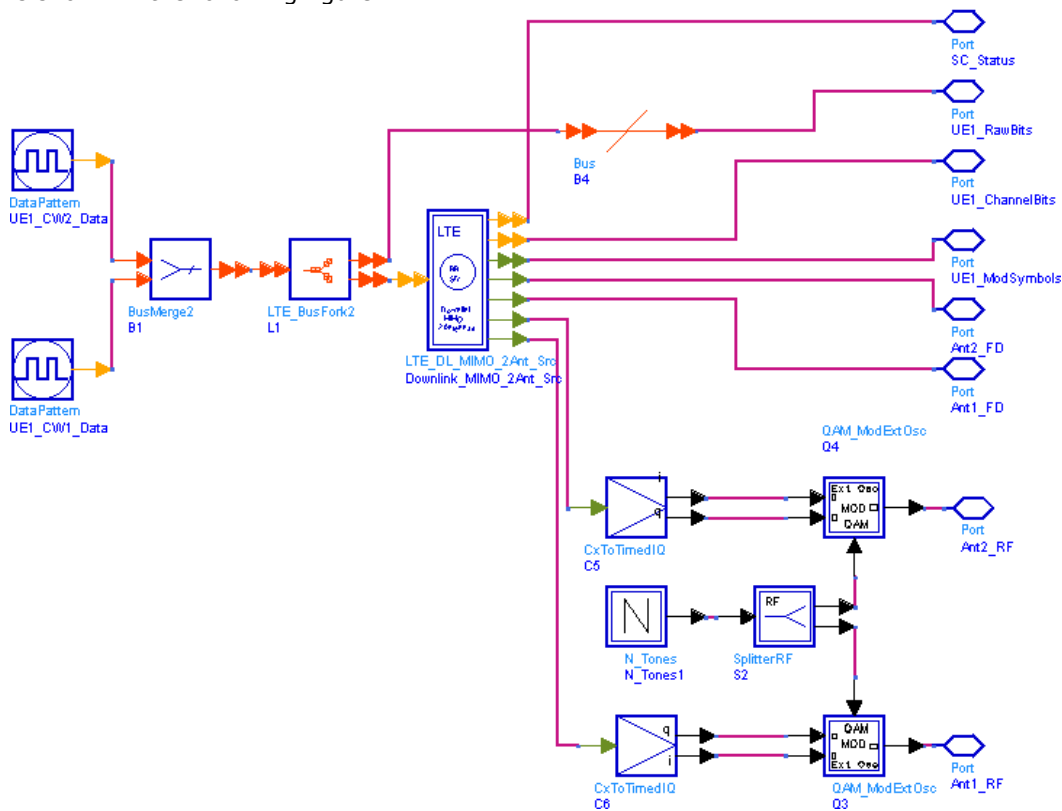 Port
SC_Status
Port
UE1_RawBits
Bus
B4
Port
UE1_ChannelBits
DataPattern
UE1_CW2_Data
LTE
BusMerge2
B1
LTE_BusFork2
L1
Port
UE1_ModSymbols
Port
Ant2_FD
LTE_DL_MIMO_2Ant_Src
Downlink_MIMO_2Ant_Src
Port
Ant1_FD
DataPattern
UE1_CW1_Data
QAM_ModExtOsc
Q4
i
q
Ext Osc
MOD
QAM
CxToTimedIQ
C5
Port
Ant2_RF
N
RF
N_Tones
N_Tones1
SplitterRF
S2
q
i
QAM
MOD
Ext Osc
CxToTimedIQ
C6
QAM_ModExtOsc
Q3
Port
Ant1_RF